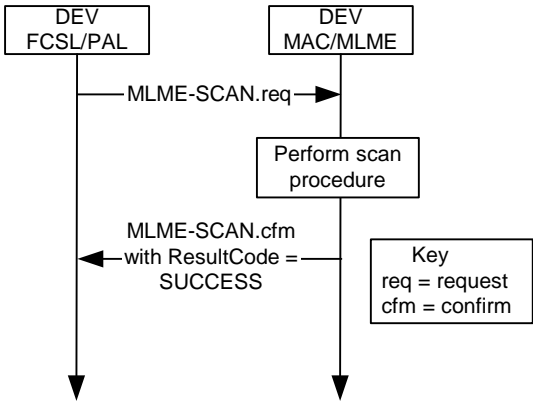 DEV
FCSL/PAL
DEV
MAC/MLME
MLME-SCAN.req
Perform scan
procedure
MLME-SCAN.cfm
with ResultCode =
SUCCESS
Key
req = request
cfm = confirm